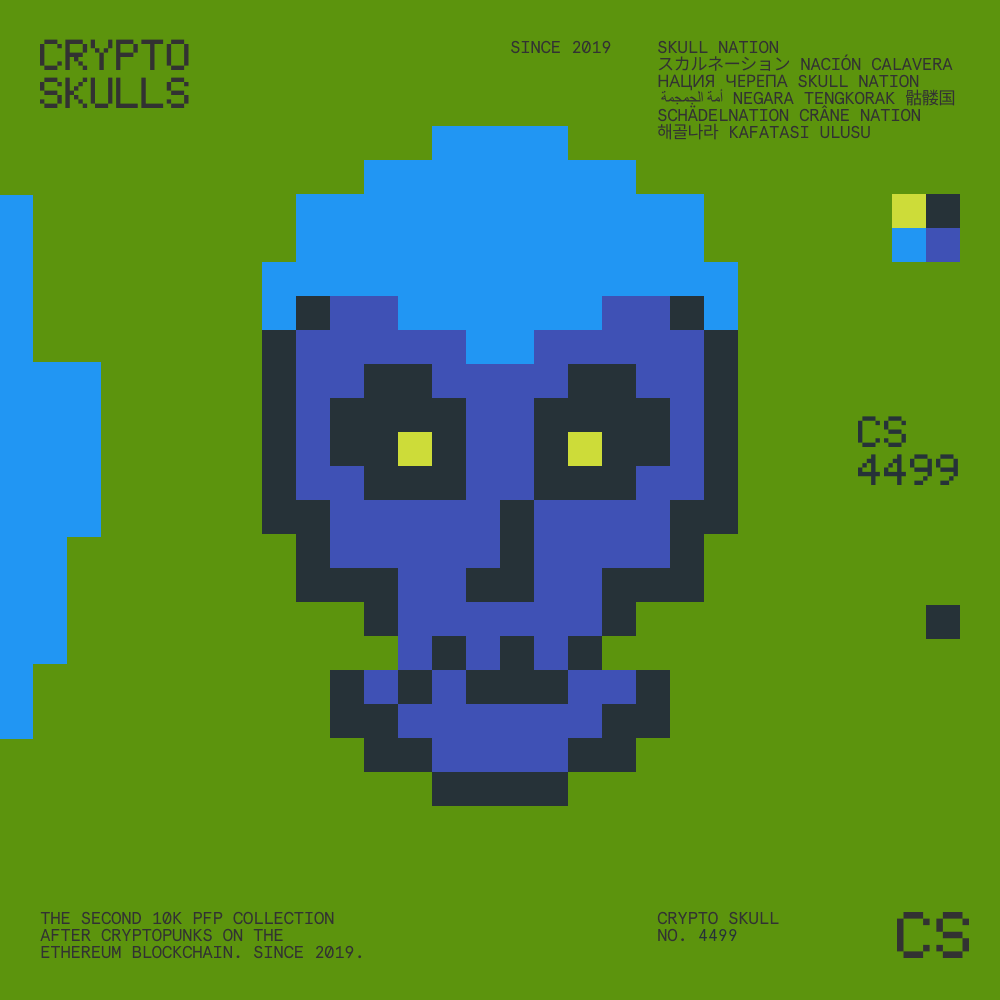 CRYPTO
SKULLS
SINCE 2019
SKULL NATION
スカルネーション NACIÓN CALAVERA
НАЦИЯ ЧЕРЕПА SKULL NATION
أمة الجمجمة NEGARA TENGKORAK 骷髅国
SCHÄDELNATION CRÂNE NATION
해골나라 KAFATASI ULUSU
CS
4499
THE SECOND 10K PFP COLLECTION
AFTER CRYPTOPUNKS ON THE
ETHEREUM BLOCKCHAIN. SINCE 2019.
CRYPTO SKULL
NO. 4499
CS